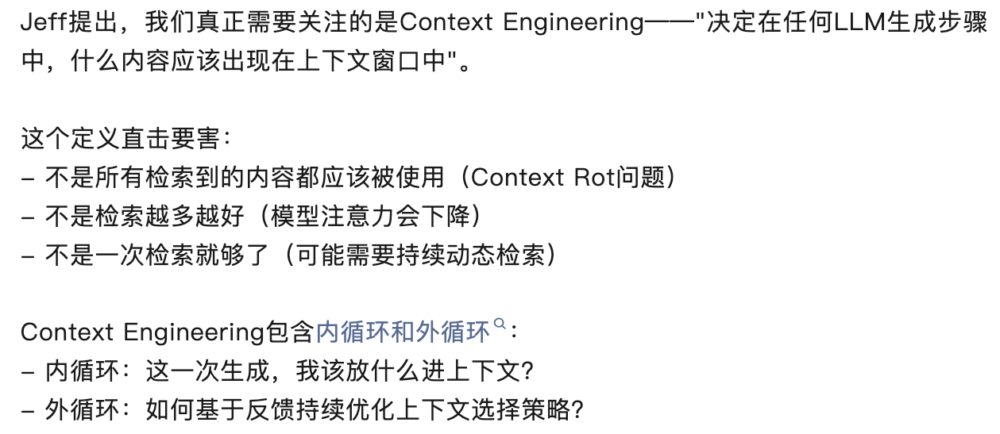 Jeff提出，我们真正需要关注的是Context Engineering——"决定在任何LLM生成步骤
中，什么内容应该出现在上下文窗口中"。
这个定义直击要害：
- 不是所有检索到的内容都应该被使用（Context Rot问题）
- 不是检索越多越好（模型注意力会下降）
- 不是一次检索就够了（可能需要持续动态检索）
Context Engineering包含内循环和外循环：
- 内循环：这一次生成，我该放什么进上下文？
- 外循环：如何基于反馈持续优化上下文选择策略？